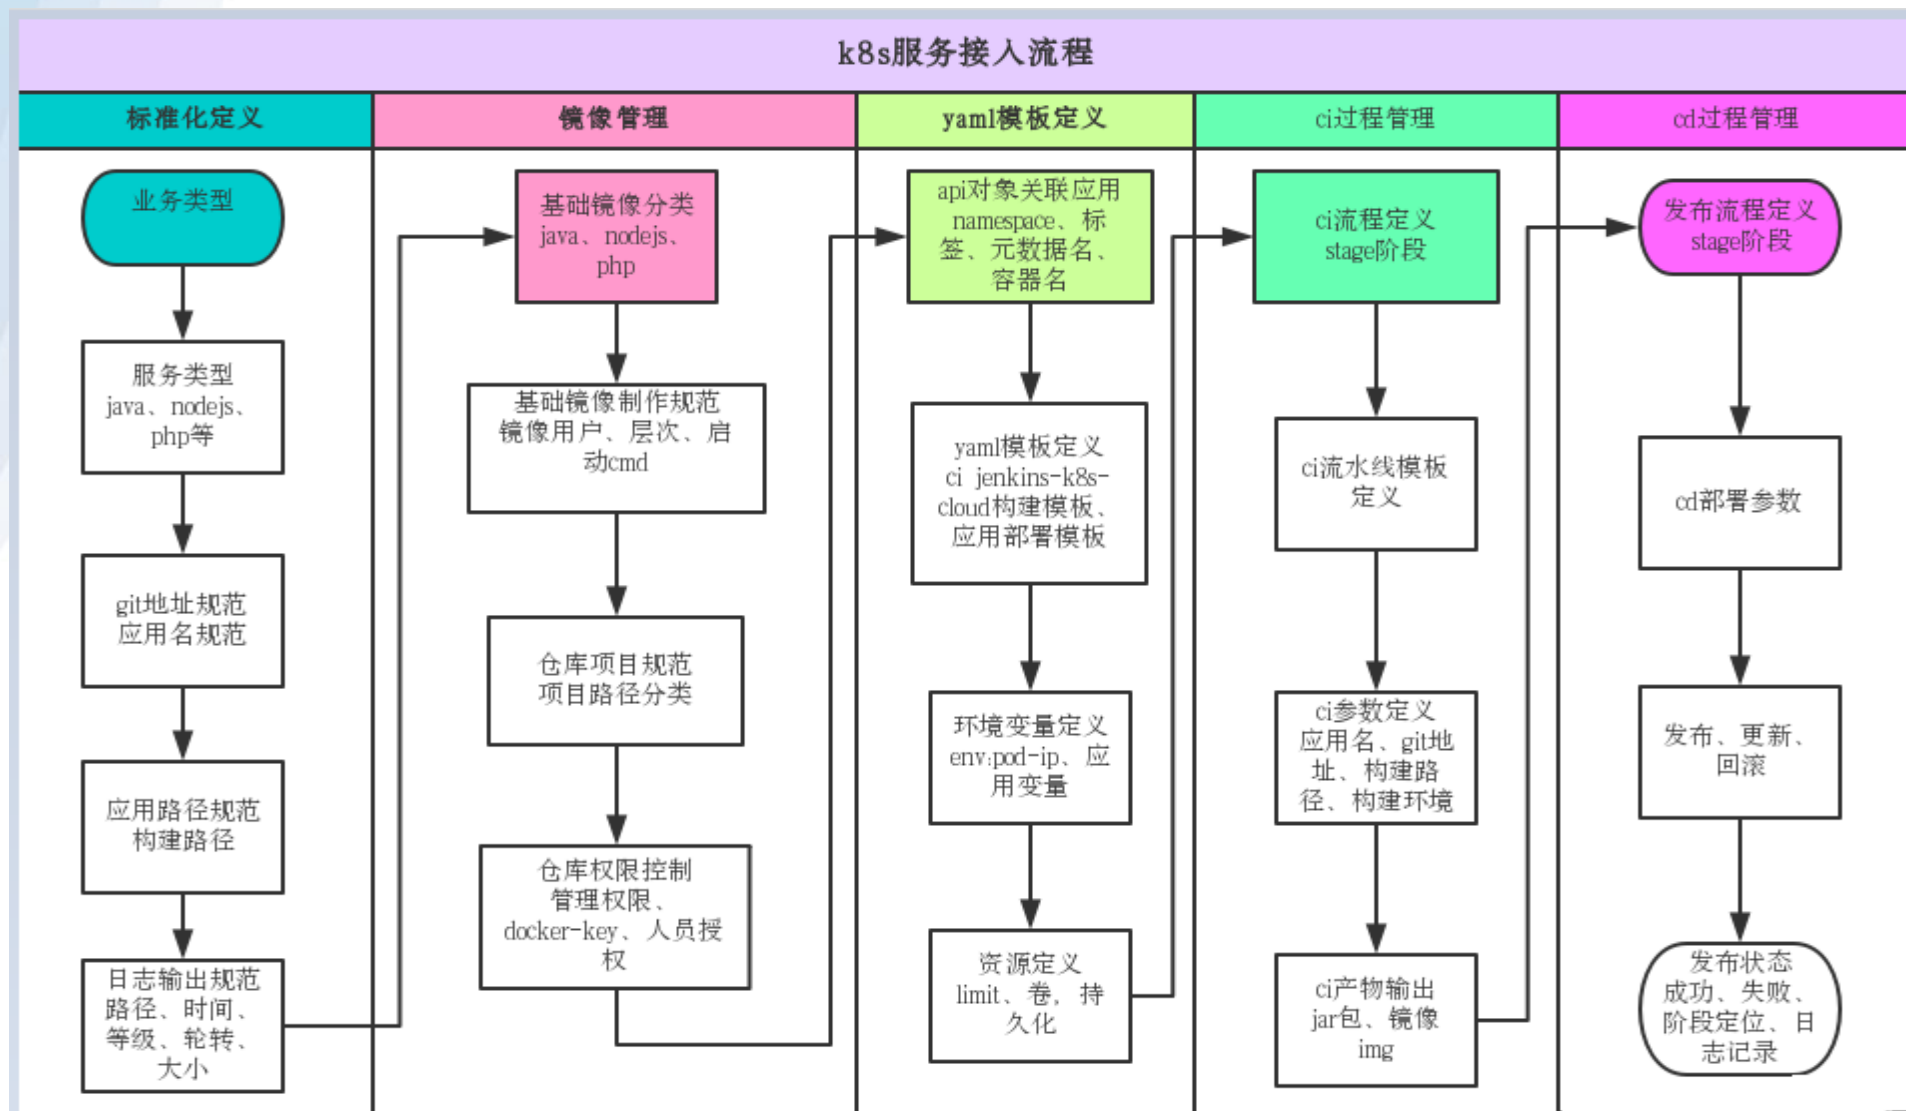 k8s服务接入流程
标准化定义
镜像管理
yaml模板定义
ci过程管理
cd过程管理
业务类型
服务类型
java、nodejs、
php等
git地址规范
应用名规范
应用路径规范
构建路径
日志输出规范
路径、时间、
等级、轮转、
大小
基础镜像分类
java、nodejs、
php
基础镜像制作规范
镜像用户、层次、启
动cmd
仓库项目规范
项目路径分类
仓库权限控制
管理权限、
docker-key、人员授
权
api对象关联应用
namespace、标
签、元数据名、
容器名
yaml模板定义
ci jenkins-k8s-
cloud构建模板、
应用部署模板
环境变量定义
env:pod-ip、应
用变量
资源定义
limit、卷，持
久化
ci流程定义
stage阶段
ci流水线模板
定义
ci参数定义
应用名、git地
址、构建路
径、构建环境
ci产物输出
jar包、镜像
img
发布流程定义
stage阶段
cd部署参数
发布、更新、
回滚
发布状态
成功、失败、
阶段定位、日
志记录